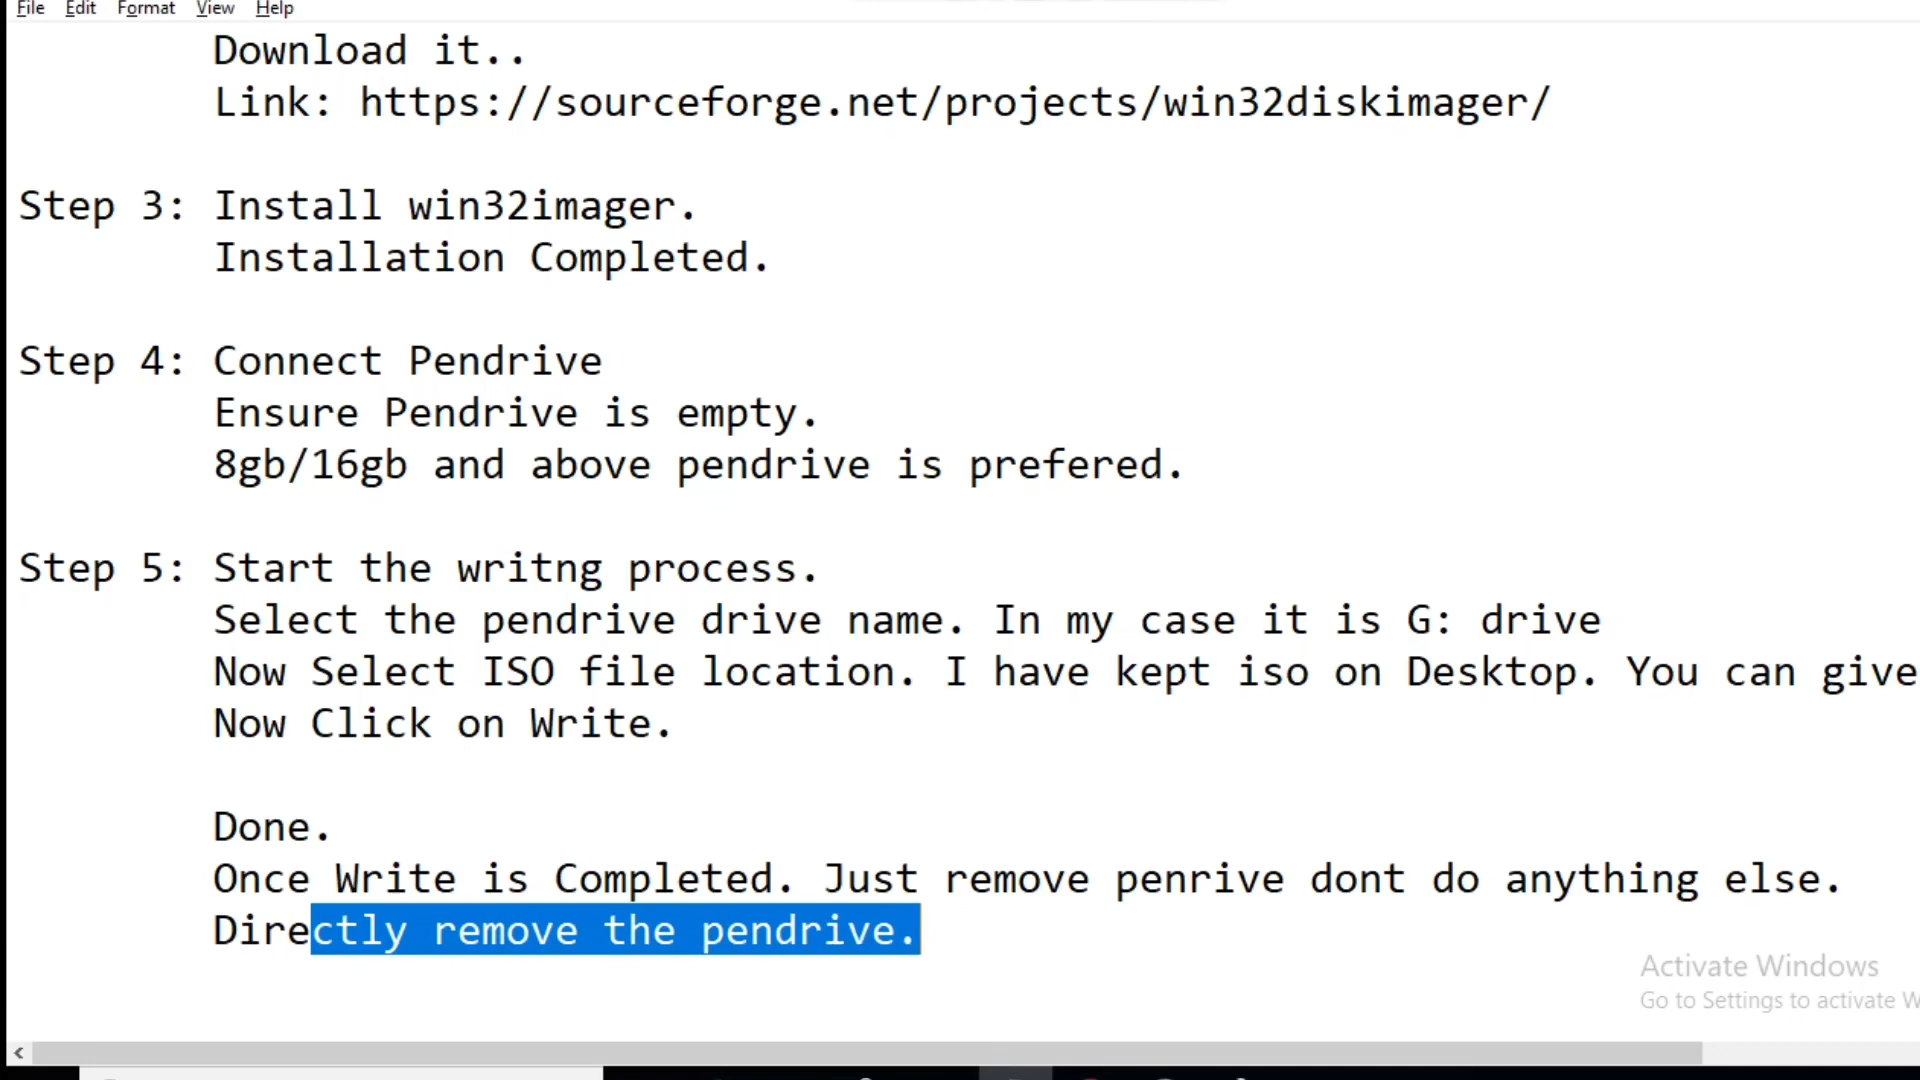 File Edit Format View Help
Download it..
Link: https://sourceforge.net/projects/win32diskimager/
Step 3: Install win32imager.
Installation Completed.
Step 4: Connect Pendrive
Ensure Pendrive is empty.
8gb/16gb and above pendrive is prefered.
Step 5: Start the writng process.
Select the pendrive drive name. In my case it is G: drive
Now Select ISO file location. I have kept iso on Desktop. You can give
Now Click on Write.
Done.
Once Write is Completed. Just remove penrive dont do anything else.
Directly remove the pendrive.
Activate Windows
Go to Settings to activate W